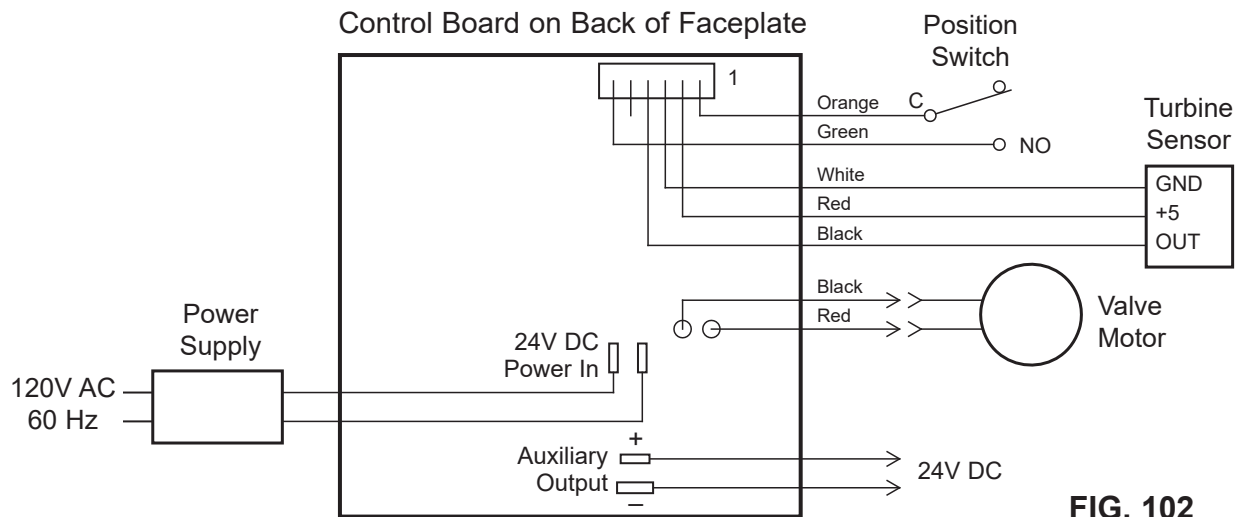 Control Board on Back of Faceplate
Position
Switch
1
Orange
C
Green
NO
Turbine
Sensor
White
GND
Red
+5
Black
OUT
Black
Red
Valve
Motor
Power
Supply
24V DC
Power In
120V AC
60 Hz
+
Auxiliary
Output
–
24V DC
FIG. 102